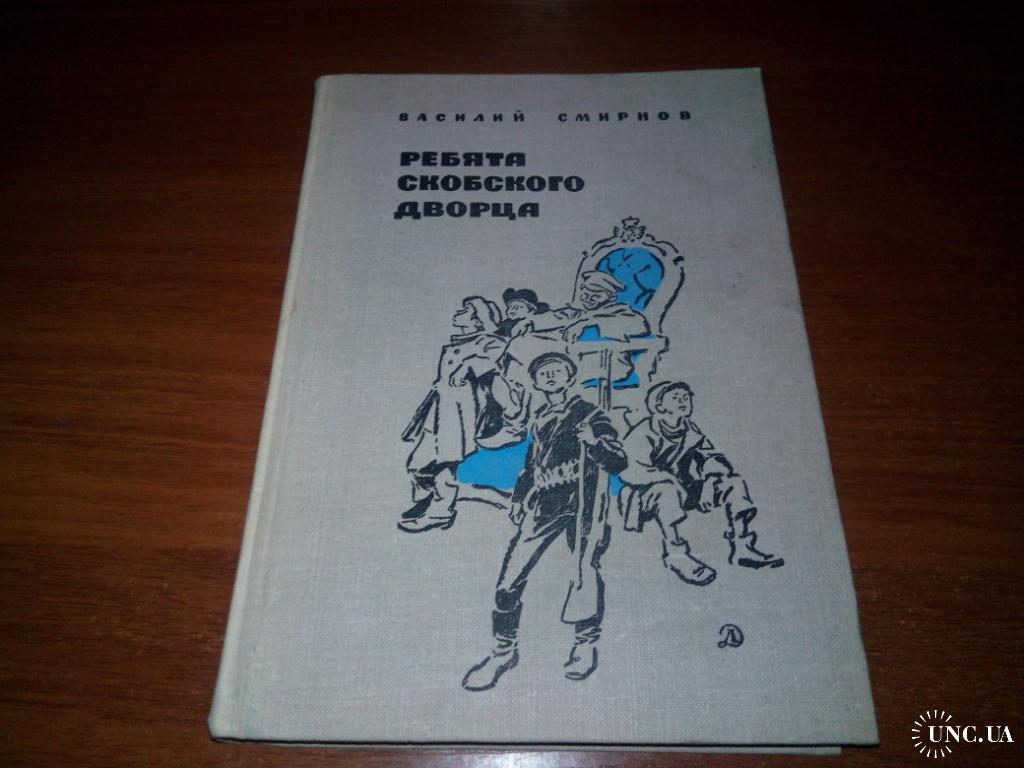 ВАСИЛИЙ СМИРНОВ
РЕБЯТА
СКОБСКОГО
ДВОРЦА
Д
UNC.UA